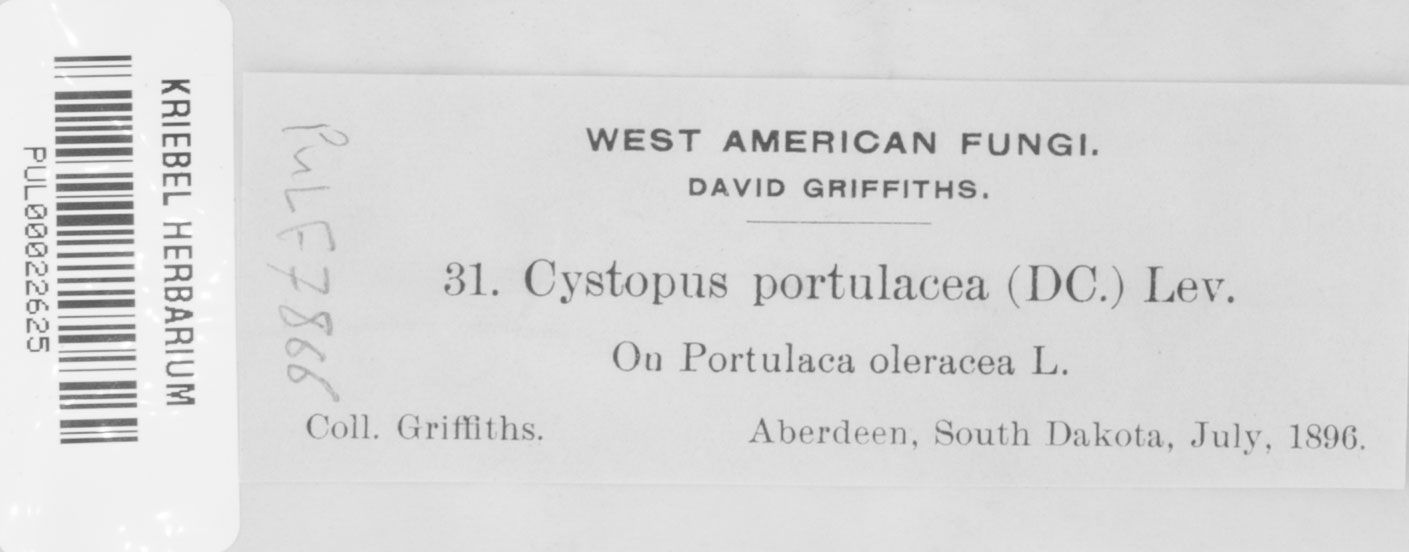 KRIEBEL HERBARIUM
PUL00022625
PULF7866
WEST AMERICAN FUNGI.
DAVID GRIFFITHS.
31. Cystopus portulacea (DC.) Lev.
On Portulaca oleracea L.
Coll. Griffiths.
Aberdeen, South Dakota, July, 1896.